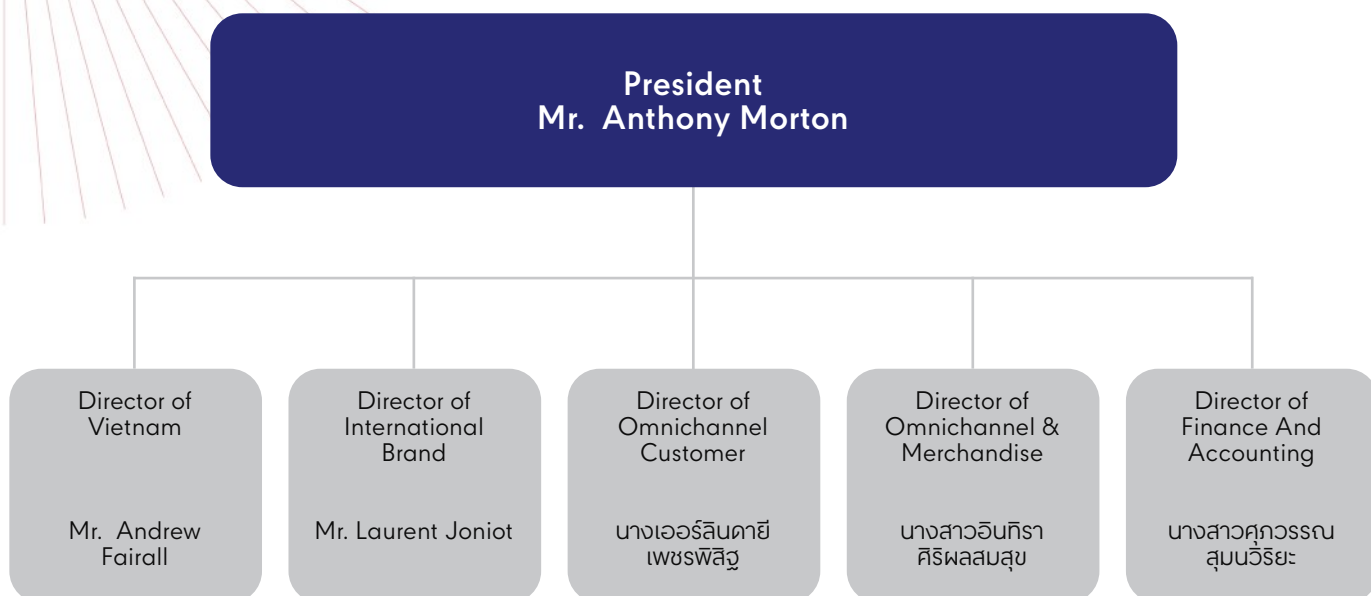 President
Mr. Anthony Morton
Director of
Vietnam
Mr. Andrew
Fairall
Director of
International
Brand
Mr. Laurent Joniot
Director of
Omnichannel
Customer
นางเออร์ลินดายี
เพชรพิสิฐ
Director of
Omnichannel &
Merchandise
นางสาวอินทิรา
ศิริผลสมสุข
Director of
Finance And
Accounting
นางสาวศุภวรรณ
สุมนวิริยะ